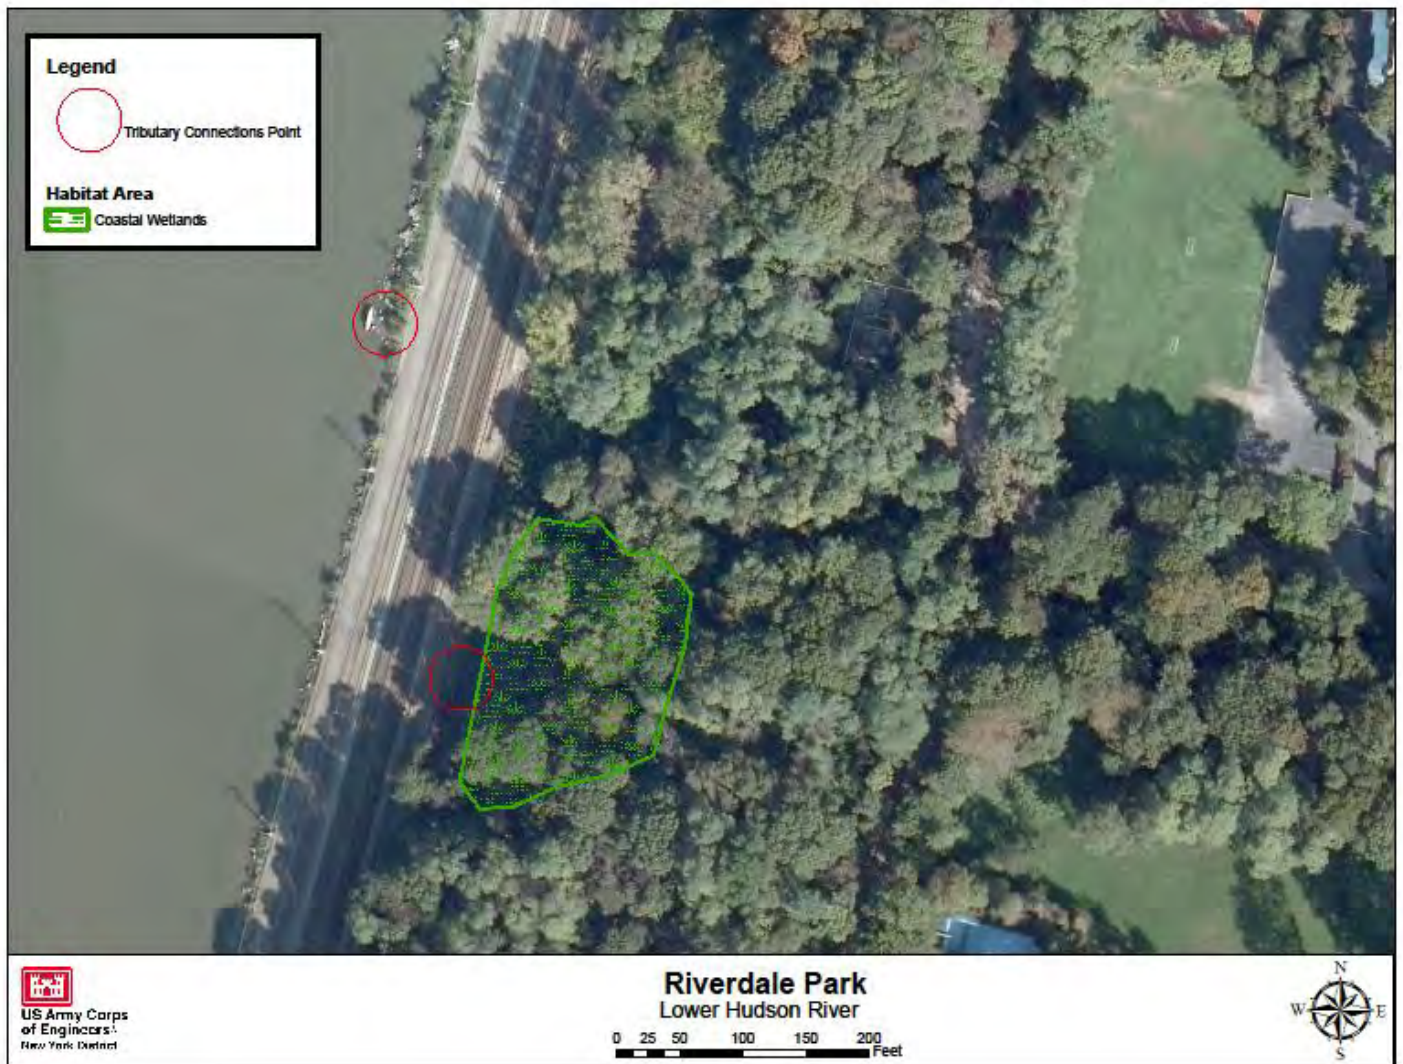 Legend
Tributary Connections Point
Habitat Area
Coastal Wetlands
US Army Corps
of Engineers
New York District
Riverdale Park
Lower Hudson River
0 25 50 100 150 200
Feet
N
W E
S